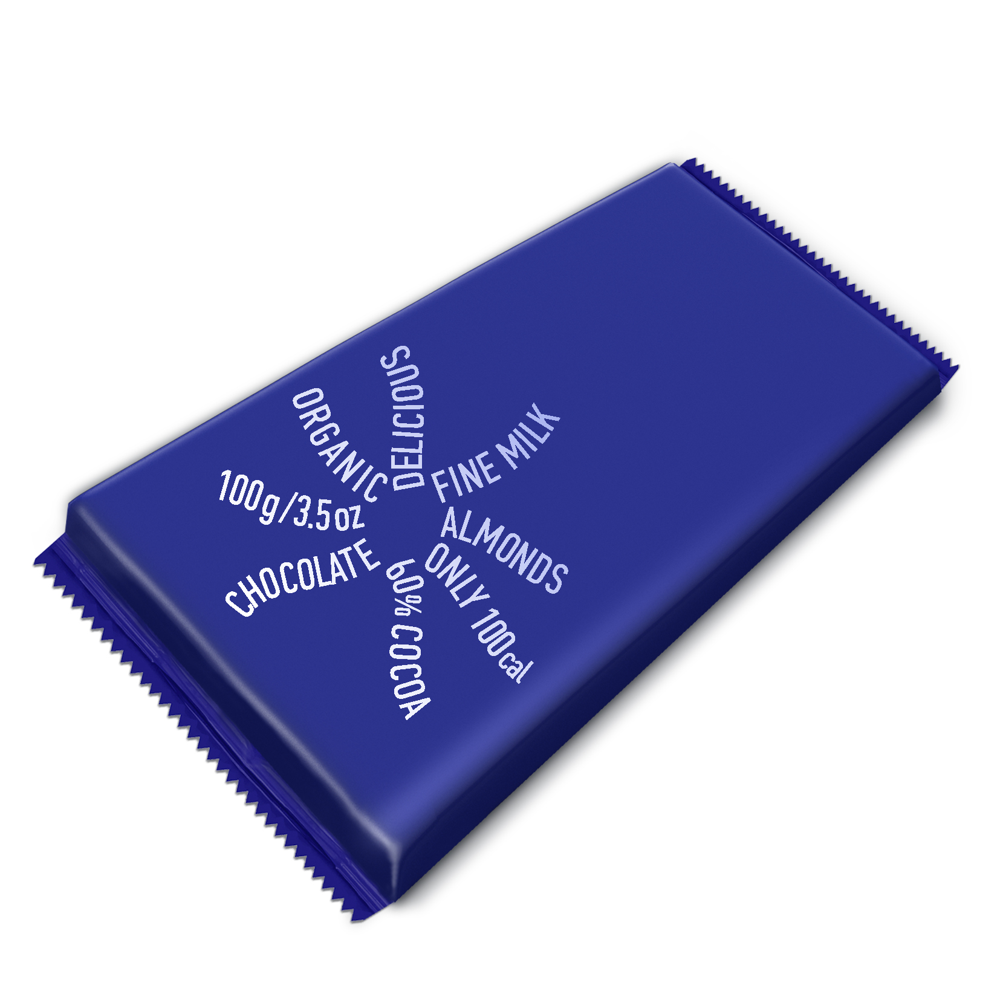 DELICIOUS
FINE MILK
ALMONDS
ONLY 100cal
60% COCOA
CHOCOLATE
100g/3.5oz
ORGANIC